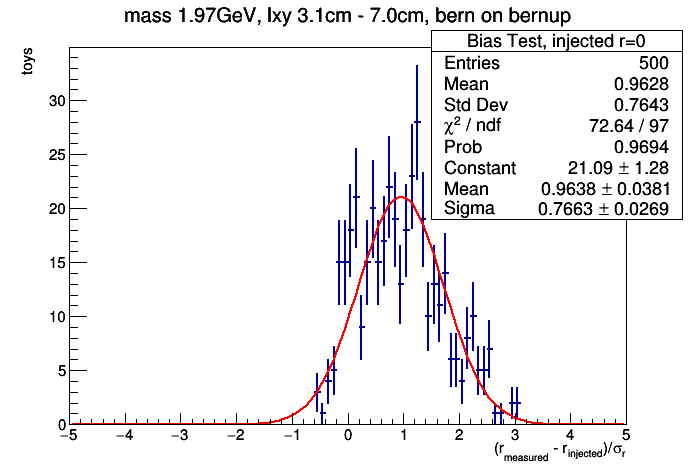 mass 1.97GeV, lxy 3.1cm - 7.0cm, bern on bernup
Bias Test, injected r=0
Entries 500
Mean 0.9628
Std Dev 0.7643
χ² / ndf 72.64 / 97
Prob 0.9694
Constant 21.09 ± 1.28
Mean 0.9638 ± 0.0381
Sigma 0.7663 ± 0.0269
toys
30
25
20
15
10
5
0
−5 −4 −3 −2 −1 0 1 2 3 4 5
(r_measured - r_injected)/σ_r